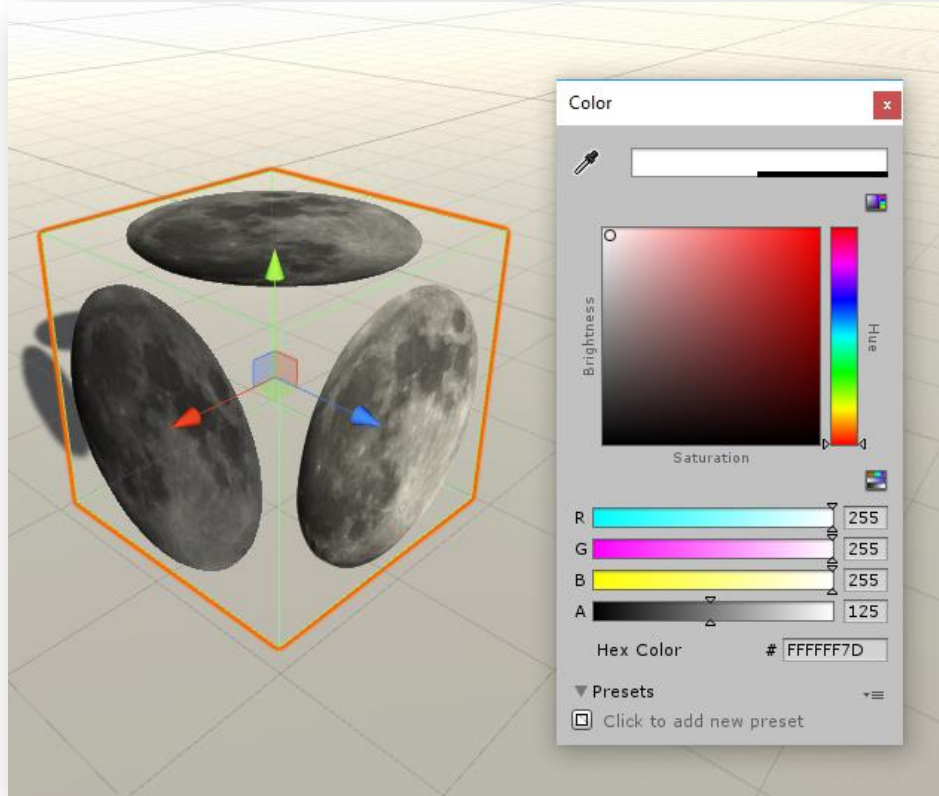 Color
x
Brightness
Hue
Saturation
R 255
G 255
B 255
A 125
Hex Color # FFFFFF7D
Presets
Click to add new preset